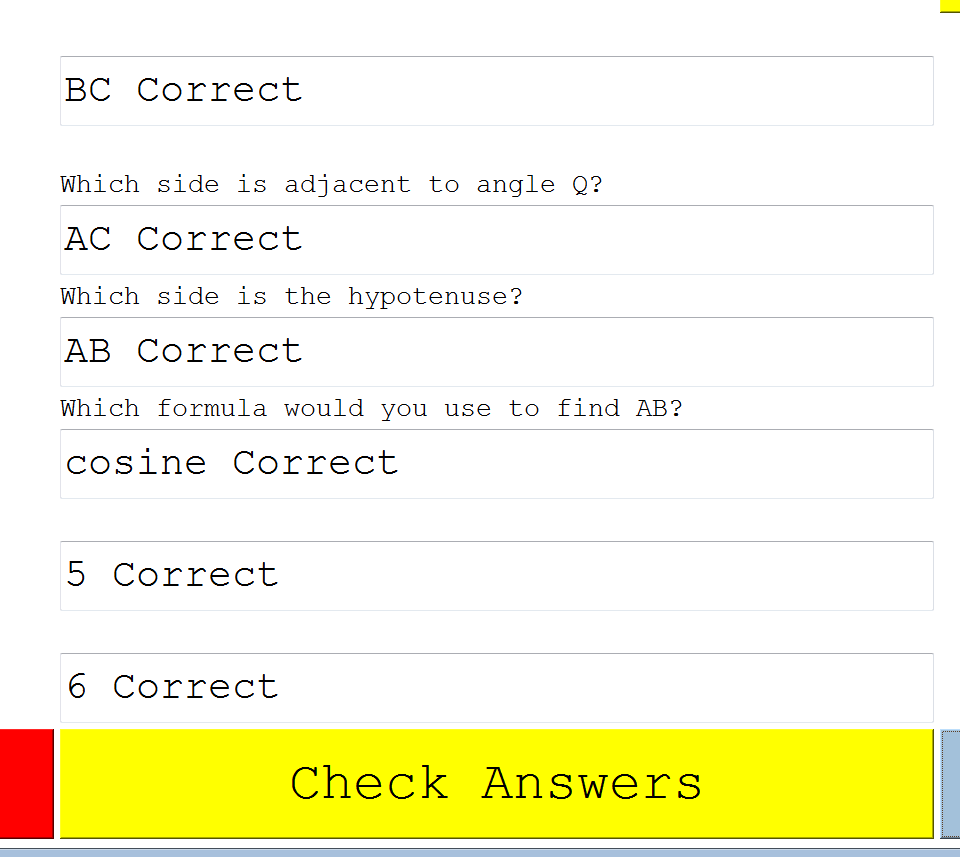 BC Correct
Which side is adjacent to angle Q?
AC Correct
Which side is the hypotenuse?
AB Correct
Which formula would you use to find AB?
cosine Correct
5 Correct
6 Correct
Check Answers